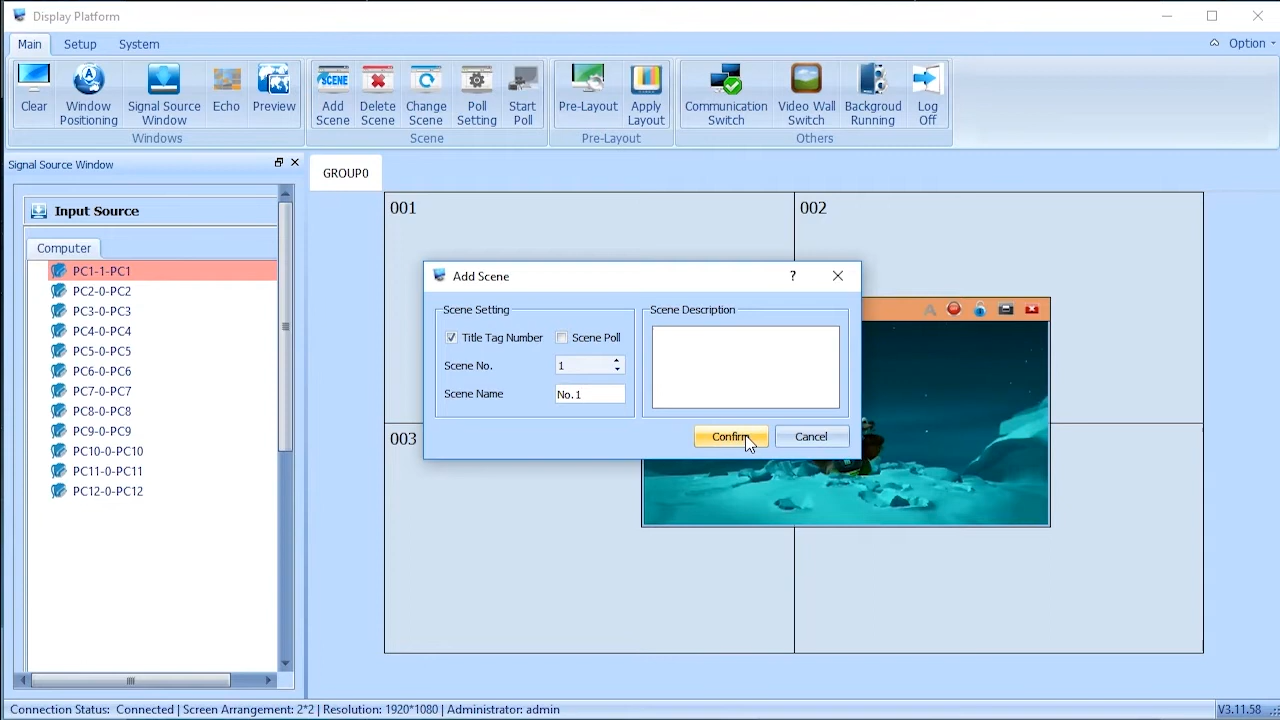 Display Platform
Main Setup System Option
Clear
Window Positioning
Signal Source Window
Echo
Preview
SCENE
Add Scene
Delete Scene
Change Scene
Poll Setting
Start Poll
Pre-Layout
Apply Layout
Communication Switch
Video Wall Switch
Backgroud Running
Log Off
Windows Scene Pre-Layout Others
Signal Source Window
GROUP0
Input Source
Computer
PC1-1-PC1
PC2-0-PC2
PC3-0-PC3
PC4-0-PC4
PC5-0-PC5
PC6-0-PC6
PC7-0-PC7
PC8-0-PC8
PC9-0-PC9
PC10-0-PC10
PC11-0-PC11
PC12-0-PC12
001 002
003
Add Scene ?
Scene Setting
Title Tag Number Scene Poll
Scene No. 1
Scene Name No.1
Scene Description
Confirm Cancel
Connection Status: Connected | Screen Arrangement: 2*2 | Resolution: 1920*1080 | Administrator: admin V3.11.58